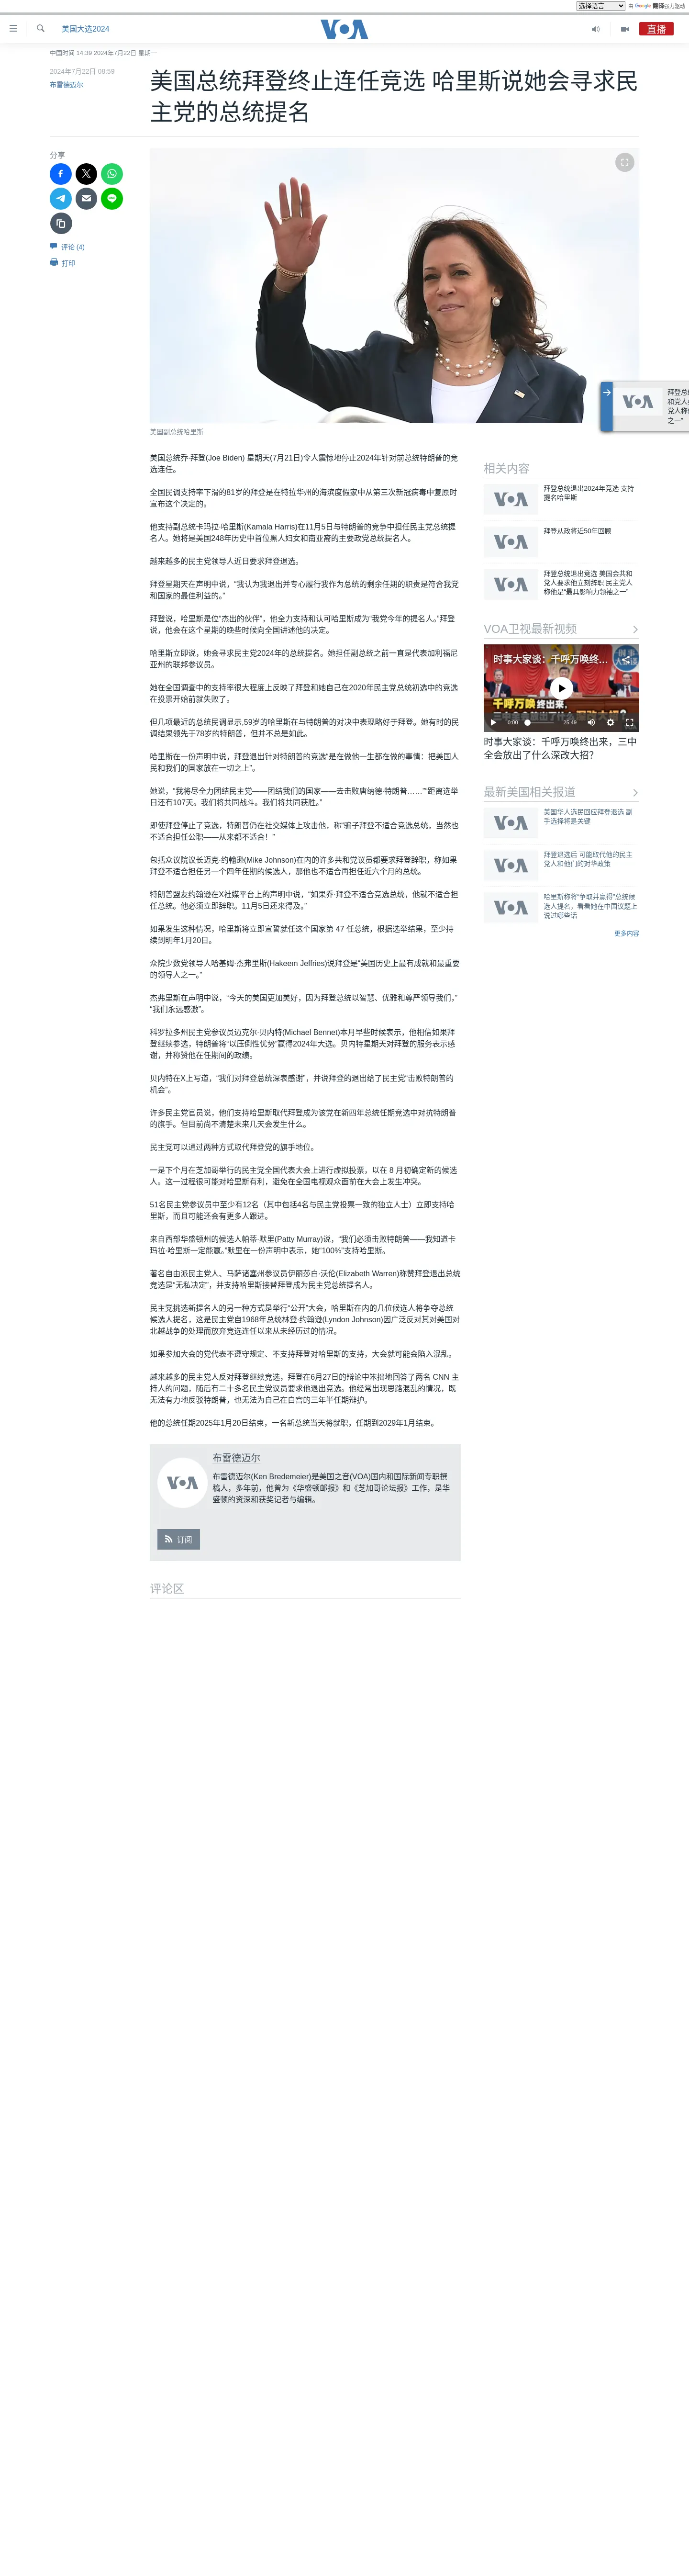 选择语言 由 Google 翻译强力驱动
美国大选2024
VOA
直播
中国时间 14:39 2024年7月22日 星期一
2024年7月22日 08:59
布雷德迈尔
美国总统拜登终止连任竞选 哈里斯说她会寻求民
主党的总统提名
分享
评论 (4)
打印
美国副总统哈里斯
VOA
拜登总统
和党人要
党人称他
之一”
美国总统乔·拜登(Joe Biden) 星期天(7月21日)令人震惊地停止2024年针对前总统特朗普的竞
选连任。
全国民调支持率下滑的81岁的拜登是在特拉华州的海滨度假家中从第三次新冠病毒中复原时
宣布这个决定的。
他支持副总统卡玛拉·哈里斯(Kamala Harris)在11月5日与特朗普的竞争中担任民主党总统提
名人。她将是美国248年历史中首位黑人妇女和南亚裔的主要政党总统提名人。
越来越多的民主党领导人近日要求拜登退选。
拜登星期天在声明中说，“我认为我退出并专心履行我作为总统的剩余任期的职责是符合我党
和国家的最佳利益的。”
拜登说，哈里斯是位“杰出的伙伴”，他全力支持和认可哈里斯成为“我党今年的提名人。”拜登
说，他会在这个星期的晚些时候向全国讲述他的决定。
哈里斯立即说，她会寻求民主党2024年的总统提名。她担任副总统之前一直是代表加利福尼
亚州的联邦参议员。
她在全国调查中的支持率很大程度上反映了拜登和她自己在2020年民主党总统初选中的竞选
在投票开始前就失败了。
但几项最近的总统民调显示,59岁的哈里斯在与特朗普的对决中表现略好于拜登。她有时的民
调结果领先于78岁的特朗普，但并不总是如此。
哈里斯在一份声明中说，拜登退出针对特朗普的竞选“是在做他一生都在做的事情：把美国人
民和我们的国家放在一切之上”。
她说，“我将尽全力团结民主党——团结我们的国家——去击败唐纳德·特朗普……”“距离选举
日还有107天。我们将共同战斗。我们将共同获胜。”
即使拜登停止了竞选，特朗普仍在社交媒体上攻击他，称“骗子拜登不适合竞选总统，当然也
不适合担任公职——从来都不适合！”
包括众议院议长迈克·约翰逊(Mike Johnson)在内的许多共和党议员都要求拜登辞职，称如果
拜登不适合担任另一个四年任期的候选人，那他也不适合再担任近六个月的总统。
特朗普盟友约翰逊在X社媒平台上的声明中说，“如果乔·拜登不适合竞选总统，他就不适合担
任总统。他必须立即辞职。11月5日还来得及。”
如果发生这种情况，哈里斯将立即宣誓就任这个国家第 47 任总统，根据选举结果，至少持
续到明年1月20日。
众院少数党领导人哈基姆·杰弗里斯(Hakeem Jeffries)说拜登是“美国历史上最有成就和最重要
的领导人之一。”
杰弗里斯在声明中说，“今天的美国更加美好，因为拜登总统以智慧、优雅和尊严领导我们，”
“我们永远感激”。
科罗拉多州民主党参议员迈克尔·贝内特(Michael Bennet)本月早些时候表示，他相信如果拜
登继续参选，特朗普将“以压倒性优势”赢得2024年大选。贝内特星期天对拜登的服务表示感
谢，并称赞他在任期间的政绩。
贝内特在X上写道，“我们对拜登总统深表感谢”，并说拜登的退出给了民主党“击败特朗普的
机会”。
许多民主党官员说，他们支持哈里斯取代拜登成为该党在新四年总统任期竞选中对抗特朗普
的旗手。但目前尚不清楚未来几天会发生什么。
民主党可以通过两种方式取代拜登党的旗手地位。
一是下个月在芝加哥举行的民主党全国代表大会上进行虚拟投票，以在 8 月初确定新的候选
人。这一过程很可能对哈里斯有利，避免在全国电视观众面前在大会上发生冲突。
51名民主党参议员中至少有12名（其中包括4名与民主党投票一致的独立人士）立即支持哈
里斯，而且可能还会有更多人跟进。
来自西部华盛顿州的候选人帕蒂·默里(Patty Murray)说，“我们必须击败特朗普——我知道卡
玛拉·哈里斯一定能赢。”默里在一份声明中表示，她“100%”支持哈里斯。
著名自由派民主党人、马萨诸塞州参议员伊丽莎白·沃伦(Elizabeth Warren)称赞拜登退出总统
竞选是“无私决定”，并支持哈里斯接替拜登成为民主党总统提名人。
民主党挑选新提名人的另一种方式是举行“公开”大会，哈里斯在内的几位候选人将争夺总统
候选人提名，这是民主党自1968年总统林登·约翰逊(Lyndon Johnson)因广泛反对其对美国对
北越战争的处理而放弃竞选连任以来从未经历过的情况。
如果参加大会的党代表不遵守规定、不支持拜登对哈里斯的支持，大会就可能会陷入混乱。
越来越多的民主党人反对拜登继续竞选，拜登在6月27日的辩论中笨拙地回答了两名 CNN 主
持人的问题，随后有二十多名民主党议员要求他退出竞选。他经常出现思路混乱的情况，既
无法有力地反驳特朗普，也无法为自己在白宫的三年半任期辩护。
他的总统任期2025年1月20日结束，一名新总统当天将就职，任期到2029年1月结束。
VOA
布雷德迈尔
布雷德迈尔(Ken Bredemeier)是美国之音(VOA)国内和国际新闻专职撰
稿人，多年前，他曾为《华盛顿邮报》和《芝加哥论坛报》工作，是华
盛顿的资深和获奖记者与编辑。
订阅
评论区
相关内容
VOA
拜登总统退出2024年竞选 支持
提名哈里斯
VOA
拜登从政将近50年回顾
VOA
拜登总统退出竞选 美国会共和
党人要求他立刻辞职 民主党人
称他是“最具影响力领袖之一”
VOA卫视最新视频
时事大家谈：千呼万唤终…
千呼万唤终出来，
0:00
25:49
时事大家谈：千呼万唤终出来，三中
全会放出了什么深改大招？
最新美国相关报道
VOA
美国华人选民回应拜登退选 副
手选择将是关键
VOA
拜登退选后 可能取代他的民主
党人和他们的对华政策
VOA
哈里斯称将“争取并赢得”总统候
选人提名，看看她在中国议题上
说过哪些话
更多内容